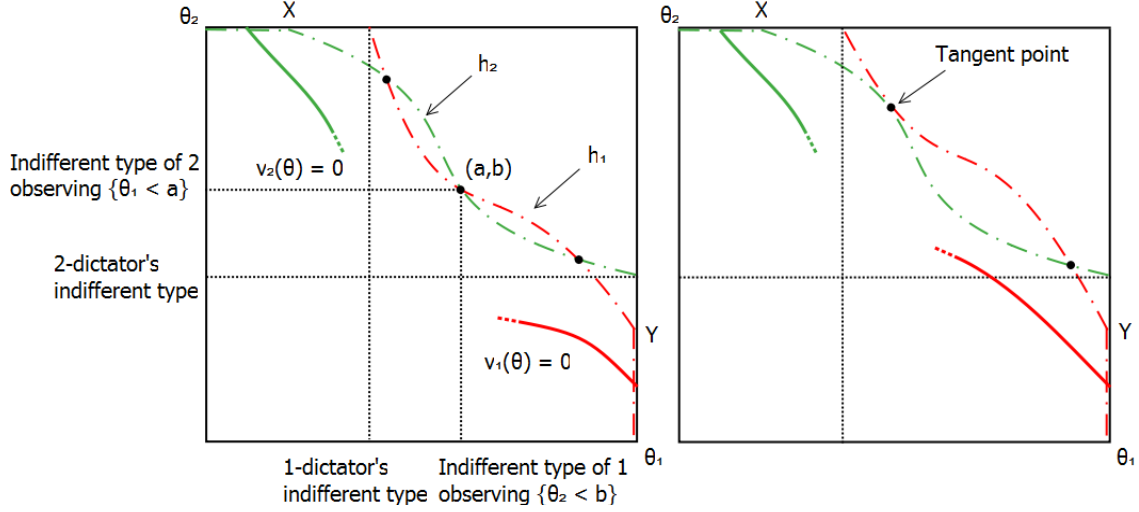 θ₂
X
h₂
Indifferent type of 2
observing {θ₁ < a}
v₂(θ) = 0
(a,b)
h₁
2-dictator's
indifferent type
Y
v₁(θ) = 0
θ₁
1-dictator's
indifferent type
Indifferent type of 1
observing {θ₂ < b}
θ₂
X
Tangent point
Y
θ₁